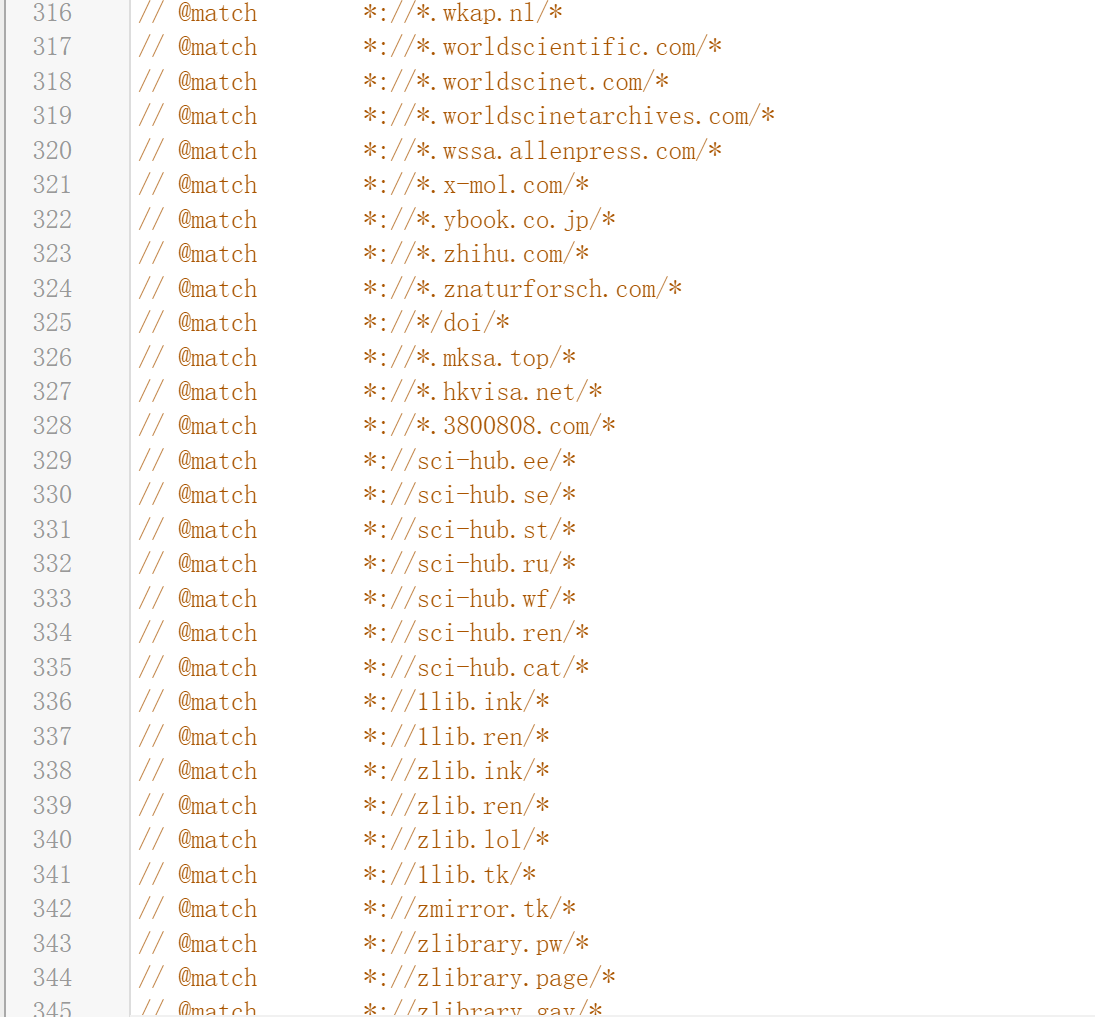 316 // @match *://*.wkap.nl/*
317 // @match *://*.worldscientific.com/*
318 // @match *://*.worldscinet.com/*
319 // @match *://*.worldscinetarchives.com/*
320 // @match *://*.wssa.allenpress.com/*
321 // @match *://*.x-mol.com/*
322 // @match *://*.ybook.co.jp/*
323 // @match *://*.zhihu.com/*
324 // @match *://*.znaturforsch.com/*
325 // @match *://*/doi/*
326 // @match *://*.mksa.top/*
327 // @match *://*.hkvisa.net/*
328 // @match *://*.3800808.com/*
329 // @match *://sci-hub.ee/*
330 // @match *://sci-hub.se/*
331 // @match *://sci-hub.st/*
332 // @match *://sci-hub.ru/*
333 // @match *://sci-hub.wf/*
334 // @match *://sci-hub.ren/*
335 // @match *://sci-hub.cat/*
336 // @match *://1lib.ink/*
337 // @match *://1lib.ren/*
338 // @match *://zlib.ink/*
339 // @match *://zlib.ren/*
340 // @match *://zlib.lol/*
341 // @match *://1lib.tk/*
342 // @match *://zmirror.tk/*
343 // @match *://zlibrary.pw/*
344 // @match *://zlibrary.page/*
345 // @match *://zlibrary.gay/*